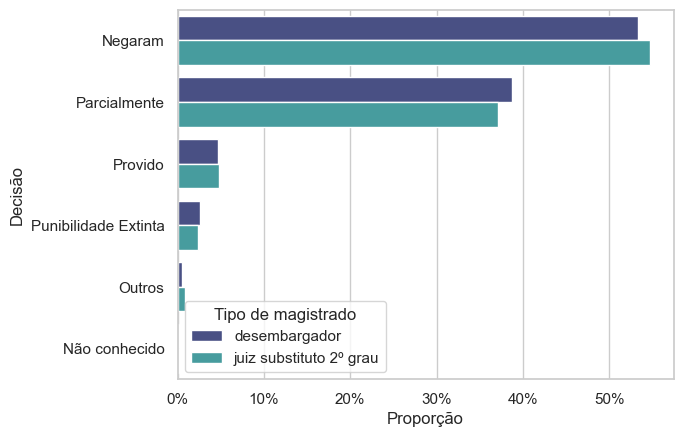 Decisão
Negaram
Parcialmente
Provido
Punibilidade Extinta
Outros
Não conhecido
Tipo de magistrado
desembargador
juiz substituto 2º grau
0% 10% 20% 30% 40% 50%
Proporção